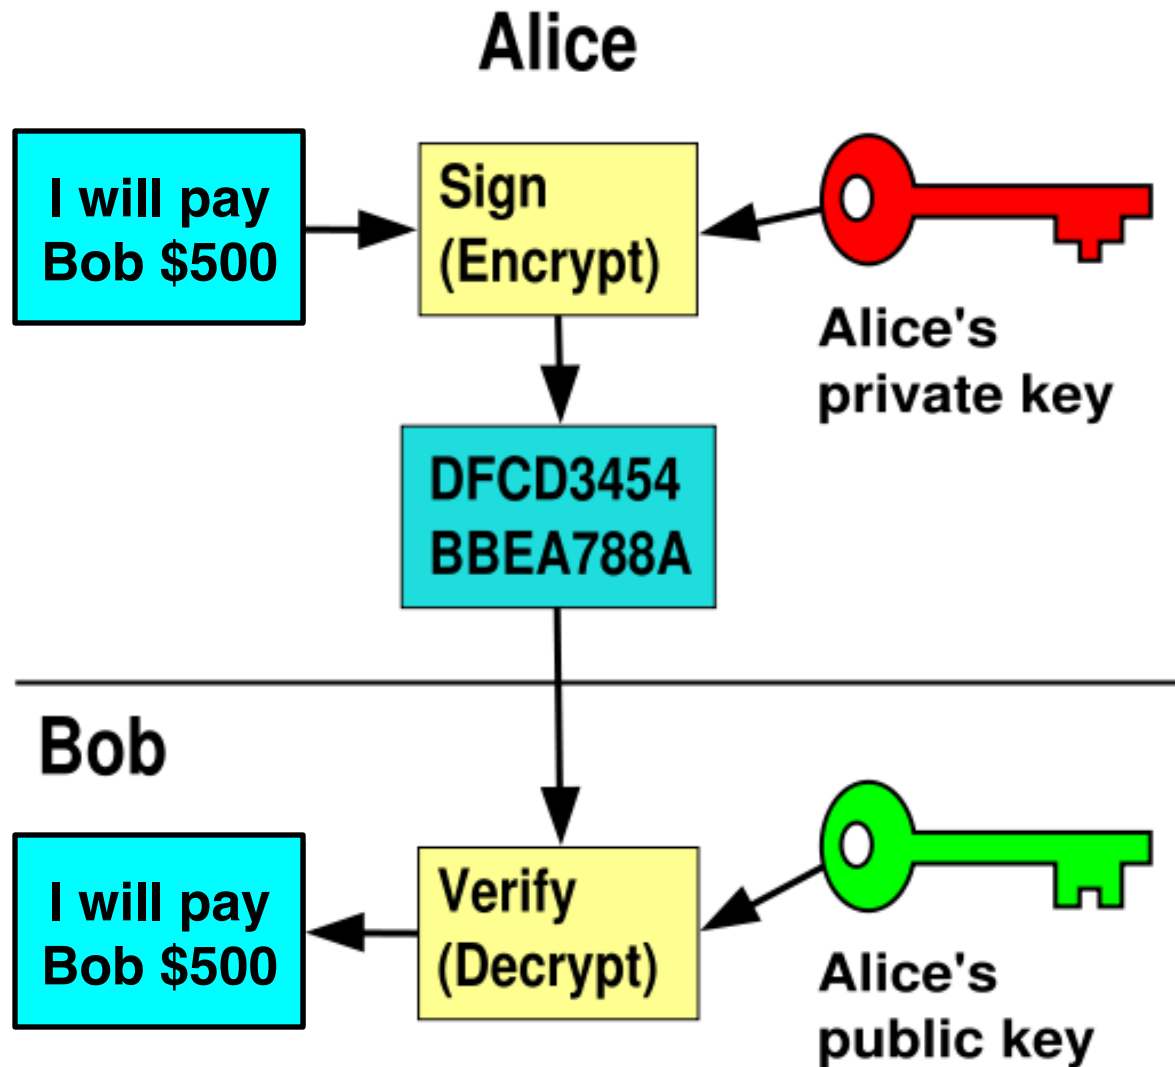 Alice
I will pay
Bob $500
Sign
(Encrypt)
Alice's
private key
DFCD3454
BBEA788A
Bob
I will pay
Bob $500
Verify
(Decrypt)
Alice's
public key